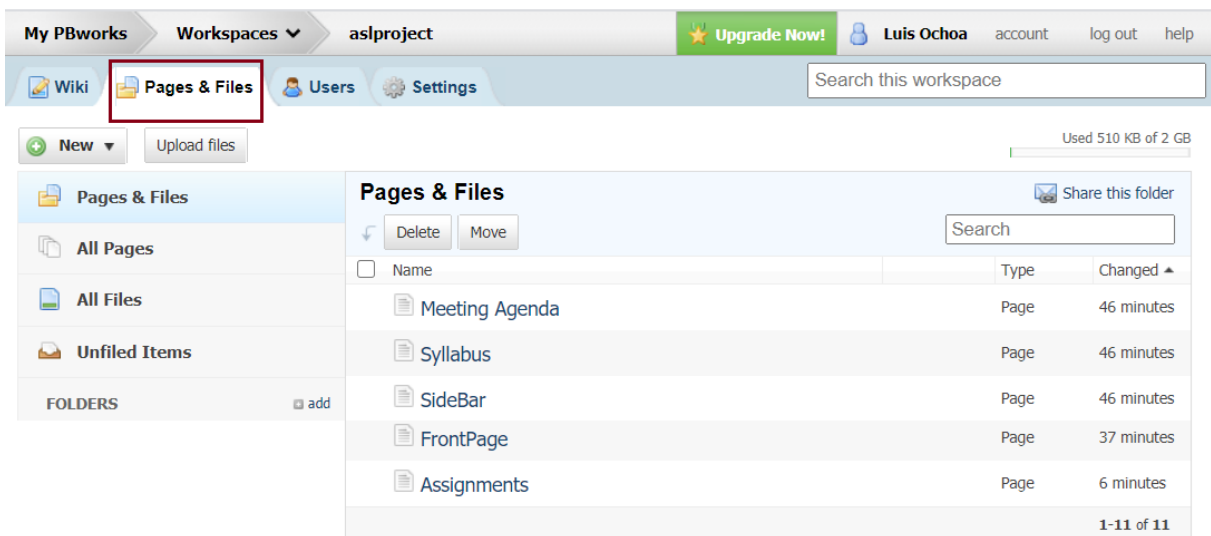 My PBworks Workspaces aslproject Upgrade Now! Luis Ochoa account log out help
Wiki Pages & Files Users Settings Search this workspace
New Upload files Used 510 KB of 2 GB
Pages & Files
All Pages
All Files
Unfiled Items
FOLDERS add
Pages & Files Share this folder
Delete Move Search
Name Type Changed
Meeting Agenda Page 46 minutes
Syllabus Page 46 minutes
SideBar Page 46 minutes
FrontPage Page 37 minutes
Assignments Page 6 minutes
1-11 of 11